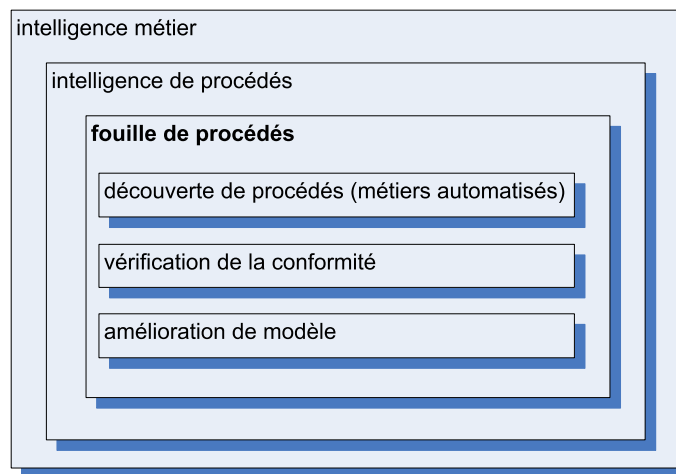 intelligence métier
intelligence de procédés
fouille de procédés
découverte de procédés (métiers automatisés)
vérification de la conformité
amélioration de modèle